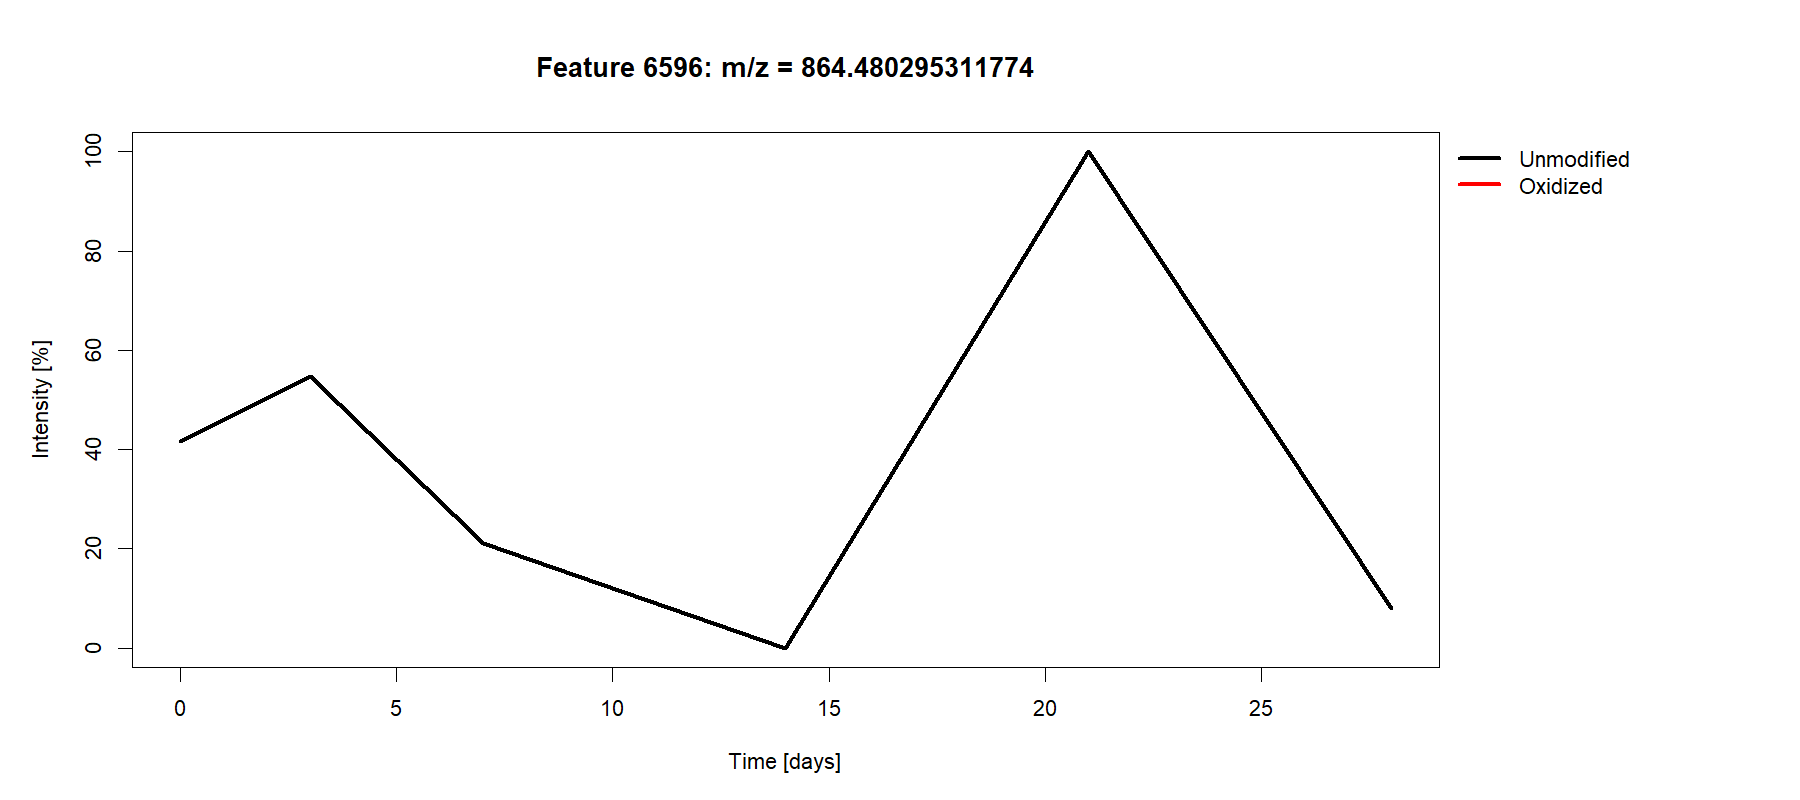 Feature 6596: m/z = 864.480295311774
Unmodified
Oxidized
Intensity [%]
100
80
60
40
20
0
0 5 10 15 20 25
Time [days]